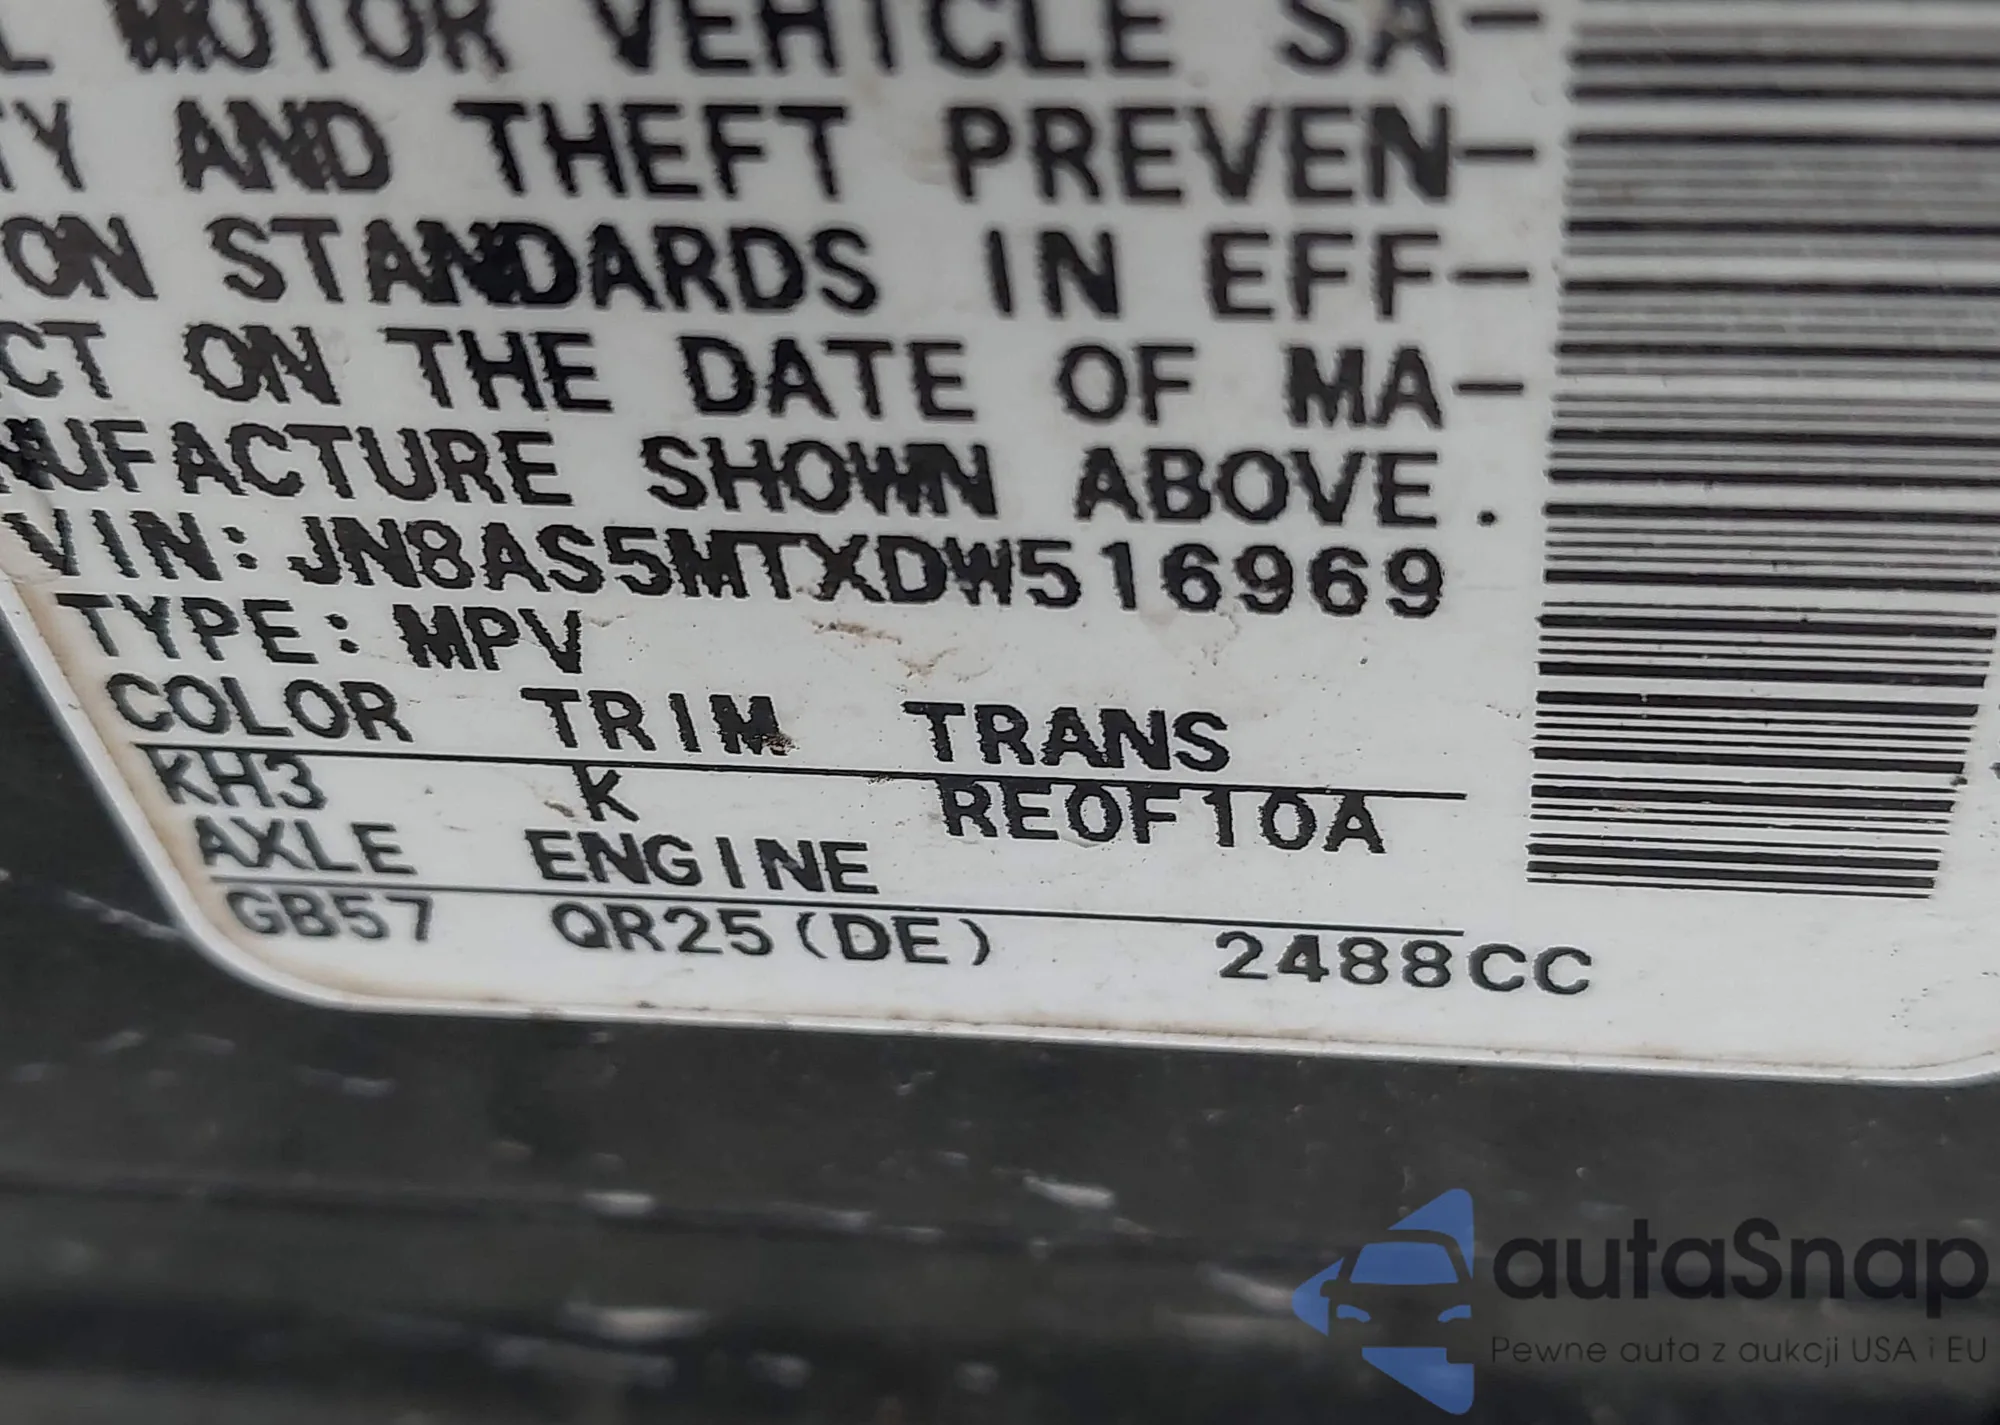 L MOTOR VEHICLE SA-
TY AND THEFT PREVEN-
ON STANDARDS IN EFF-
CT ON THE DATE OF MA-
NUFACTURE SHOWN ABOVE.
VIN: JN8AS5MTXDW516969
TYPE: MPV
COLOR TRIM TRANS
KH3 K RE0F10A
AXLE ENGINE
GB57 QR25(DE) 2488CC
autaSnap
Pewne auta z aukcji USA i EU